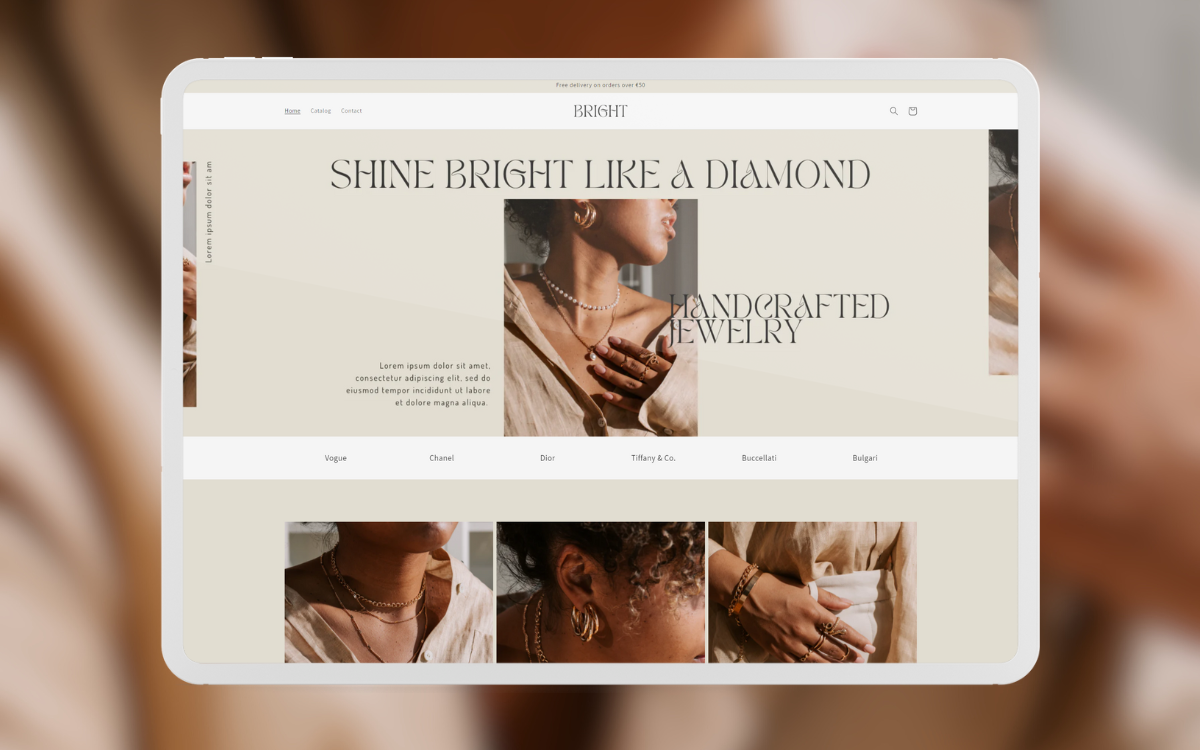 Free delivery on orders over €50
Home Catalog Contact
BRIGHT
SHINE BRIGHT LIKE A DIAMOND
Lorem ipsum dolor sit am
HANDCRAFTED
JEWELRY
Lorem ipsum dolor sit amet,
consectetur adipiscing elit, sed do
eiusmod tempor incididunt ut labore
et dolore magna aliqua.
Vogue
Chanel
Dior
Tiffany & Co.
Buccellati
Bulgari